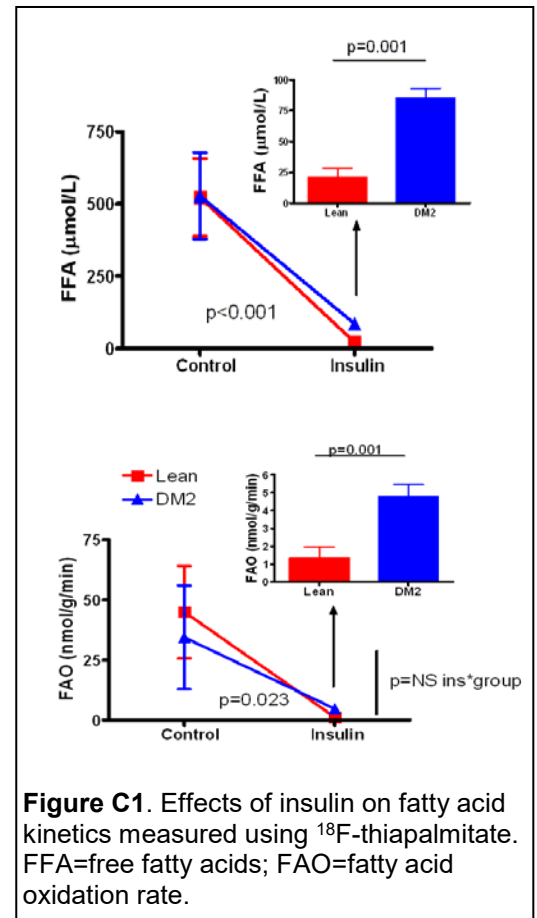 p=0.001
FFA (µmol/L)
100
75
50
25
0
Lean
DM2
FFA (µmol/L)
750
500
250
0
p<0.001
Control
Insulin
Lean
DM2
p=0.001
FAO (nmol/g/min)
6
5
4
3
2
1
0
Lean
DM2
FAO (nmol/g/min)
75
50
25
0
p=0.023
p=NS ins*group
Control
Insulin
Figure C1. Effects of insulin on fatty acid
kinetics measured using ¹⁸F-thiapalmitate.
FFA=free fatty acids; FAO=fatty acid
oxidation rate.